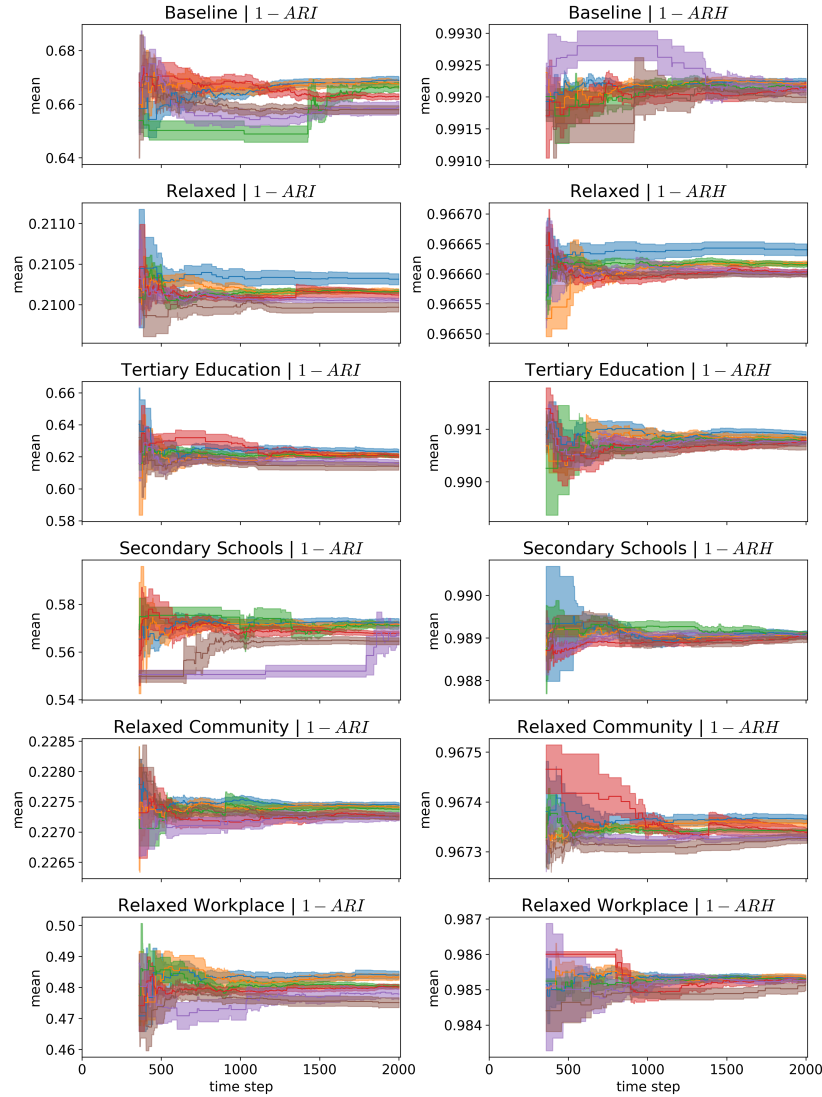 Baseline | 1 − ARI
mean
0.68
0.66
0.64
Baseline | 1 − ARH
mean
0.9930
0.9925
0.9920
0.9915
0.9910
Relaxed | 1 − ARI
mean
0.2110
0.2105
0.2100
Relaxed | 1 − ARH
mean
0.96670
0.96665
0.96660
0.96655
0.96650
Tertiary Education | 1 − ARI
mean
0.66
0.64
0.62
0.60
0.58
Tertiary Education | 1 − ARH
mean
0.991
0.990
Secondary Schools | 1 − ARI
mean
0.58
0.56
0.54
Secondary Schools | 1 − ARH
mean
0.990
0.989
0.988
Relaxed Community | 1 − ARI
mean
0.2285
0.2280
0.2275
0.2270
0.2265
Relaxed Community | 1 − ARH
mean
0.9675
0.9674
0.9673
Relaxed Workplace | 1 − ARI
mean
0.50
0.49
0.48
0.47
0.46
0 500 1000 1500 2000
time step
Relaxed Workplace | 1 − ARH
mean
0.987
0.986
0.985
0.984
0 500 1000 1500 2000
time step